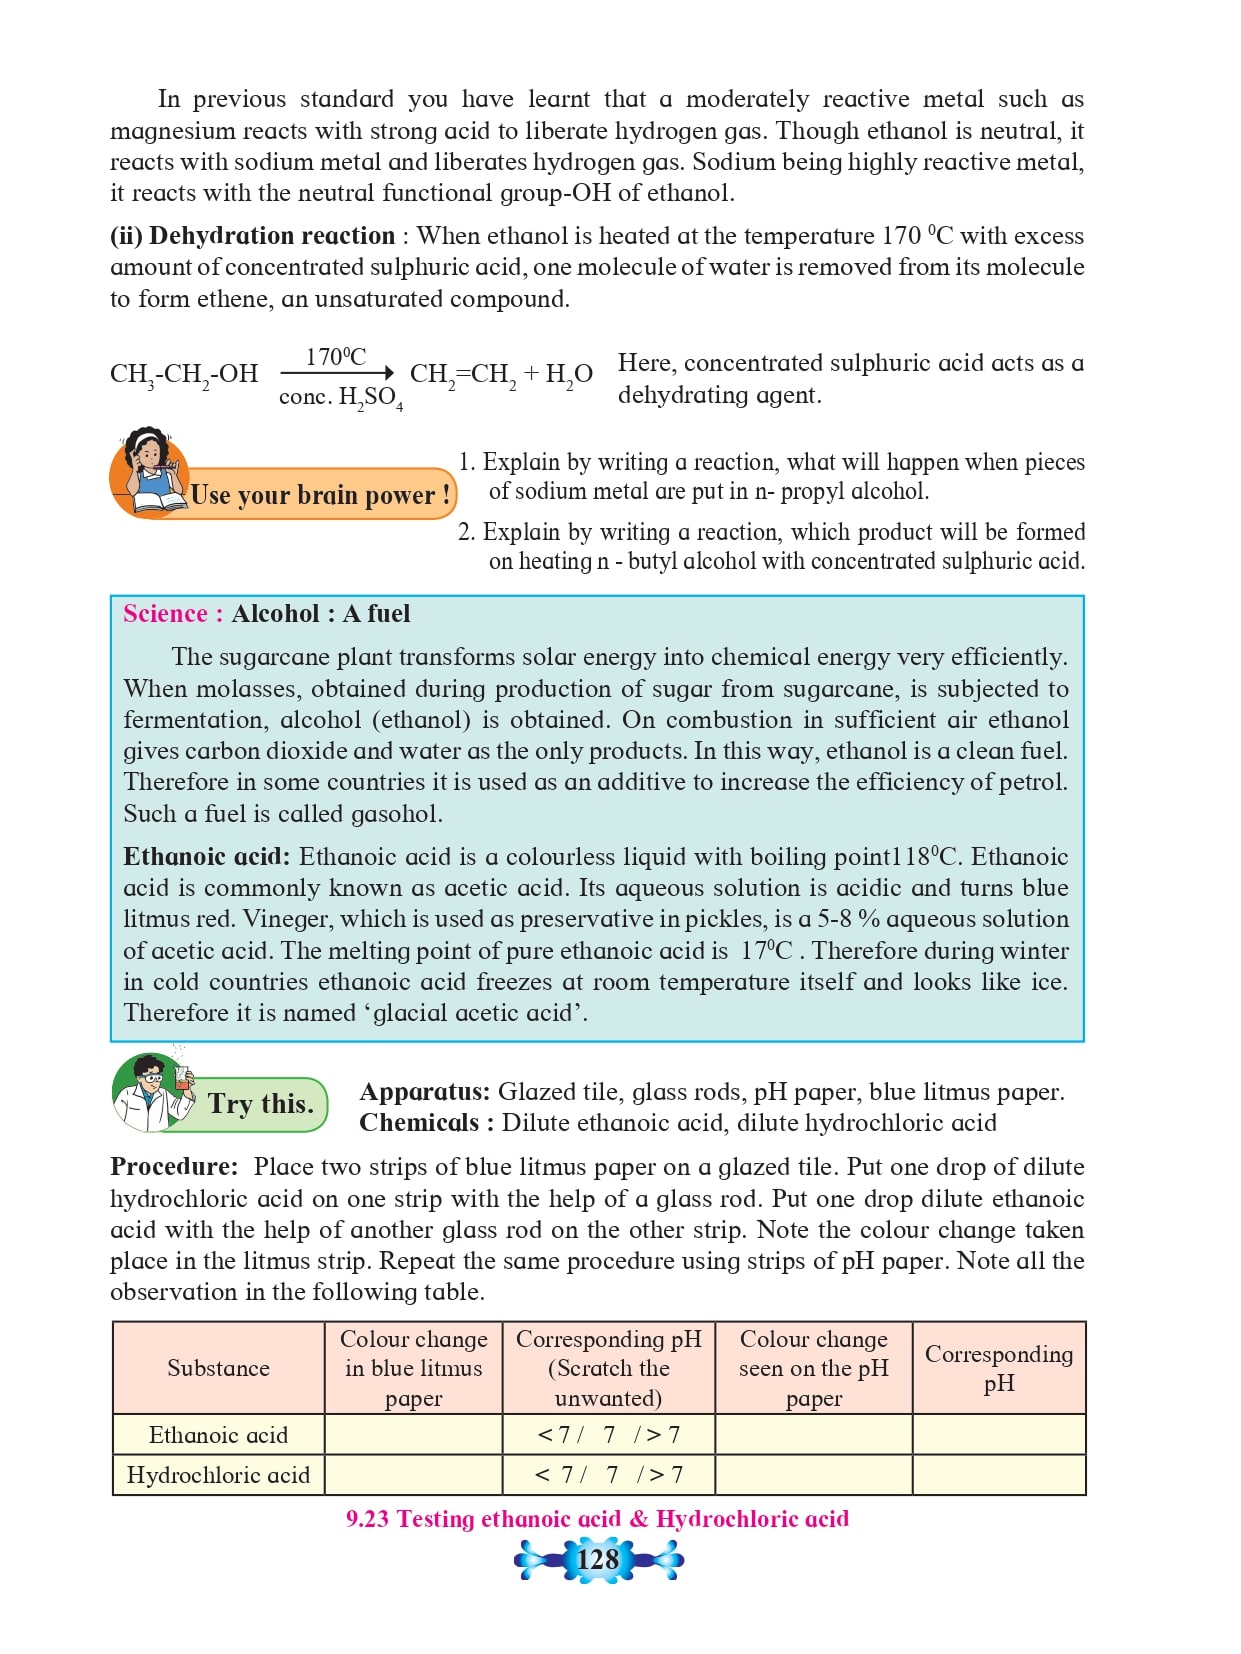 In previous standard you have learnt that a moderately reactive metal such as
magnesium reacts with strong acid to liberate hydrogen gas. Though ethanol is neutral, it
reacts with sodium metal and liberates hydrogen gas. Sodium being highly reactive metal,
it reacts with the neutral functional group-OH of ethanol.
(ii) Dehydration reaction : When ethanol is heated at the temperature 170 ⁰C with excess
amount of concentrated sulphuric acid, one molecule of water is removed from its molecule
to form ethene, an unsaturated compound.
170⁰C
CH₃-CH₂-OH ⟶ CH₂=CH₂ + H₂O
conc. H₂SO₄
Here, concentrated sulphuric acid acts as a
dehydrating agent.
Use your brain power !
1. Explain by writing a reaction, what will happen when pieces
of sodium metal are put in n- propyl alcohol.
2. Explain by writing a reaction, which product will be formed
on heating n - butyl alcohol with concentrated sulphuric acid.
Science : Alcohol : A fuel
The sugarcane plant transforms solar energy into chemical energy very efficiently.
When molasses, obtained during production of sugar from sugarcane, is subjected to
fermentation, alcohol (ethanol) is obtained. On combustion in sufficient air ethanol
gives carbon dioxide and water as the only products. In this way, ethanol is a clean fuel.
Therefore in some countries it is used as an additive to increase the efficiency of petrol.
Such a fuel is called gasohol.
Ethanoic acid: Ethanoic acid is a colourless liquid with boiling point118⁰C. Ethanoic
acid is commonly known as acetic acid. Its aqueous solution is acidic and turns blue
litmus red. Vineger, which is used as preservative in pickles, is a 5-8 % aqueous solution
of acetic acid. The melting point of pure ethanoic acid is 17⁰C . Therefore during winter
in cold countries ethanoic acid freezes at room temperature itself and looks like ice.
Therefore it is named ‘glacial acetic acid’.
Try this.
Apparatus: Glazed tile, glass rods, pH paper, blue litmus paper.
Chemicals : Dilute ethanoic acid, dilute hydrochloric acid
Procedure: Place two strips of blue litmus paper on a glazed tile. Put one drop of dilute
hydrochloric acid on one strip with the help of a glass rod. Put one drop dilute ethanoic
acid with the help of another glass rod on the other strip. Note the colour change taken
place in the litmus strip. Repeat the same procedure using strips of pH paper. Note all the
observation in the following table.
Substance
Colour change
in blue litmus
paper
Corresponding pH
(Scratch the
unwanted)
Colour change
seen on the pH
paper
Corresponding
pH
Ethanoic acid < 7 / 7 / > 7
Hydrochloric acid < 7 / 7 / > 7
9.23 Testing ethanoic acid & Hydrochloric acid
128